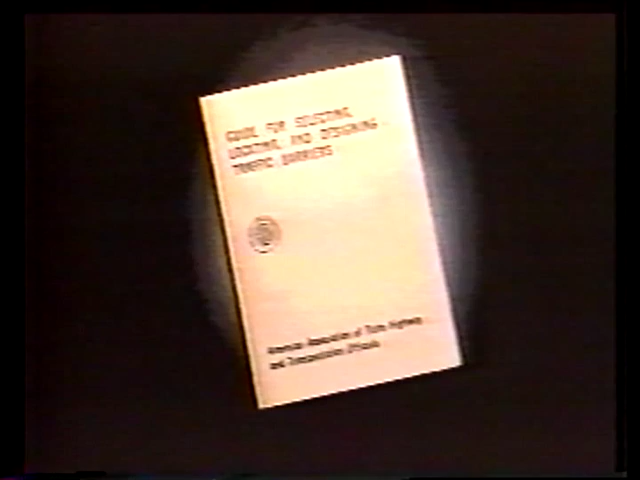 GUIDE FOR SELECTING,
LOCATING, AND DESIGNING
TRAFFIC BARRIERS
American Association of State Highway
and Transportation Officials